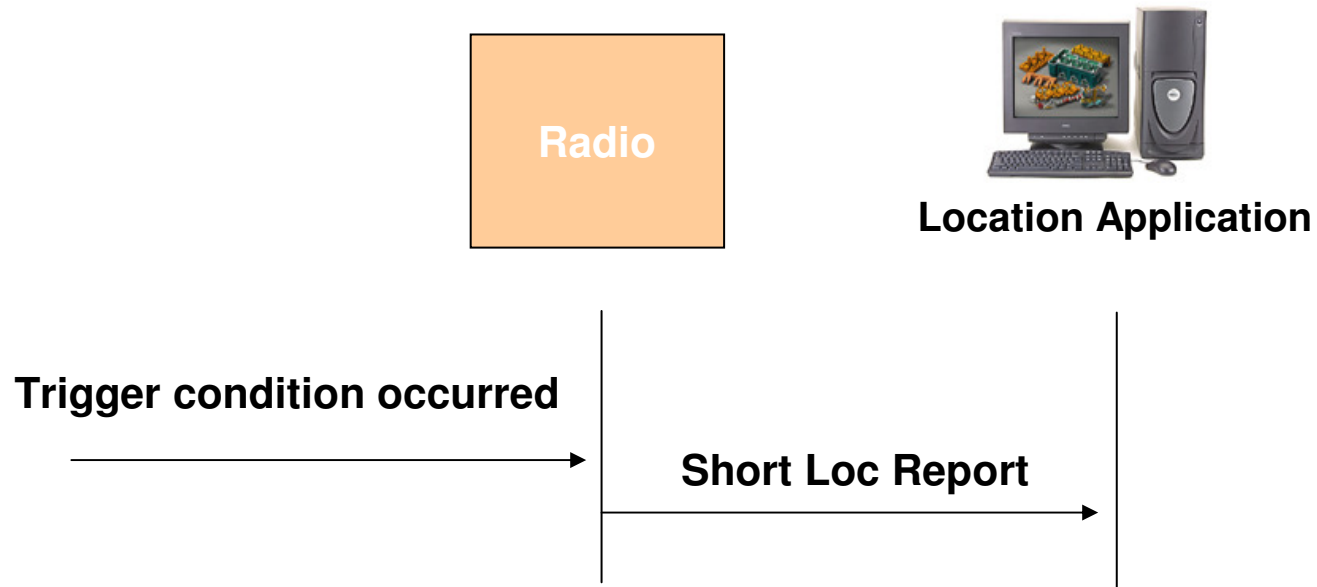 Radio
Location Application
Trigger condition occurred
Short Loc Report